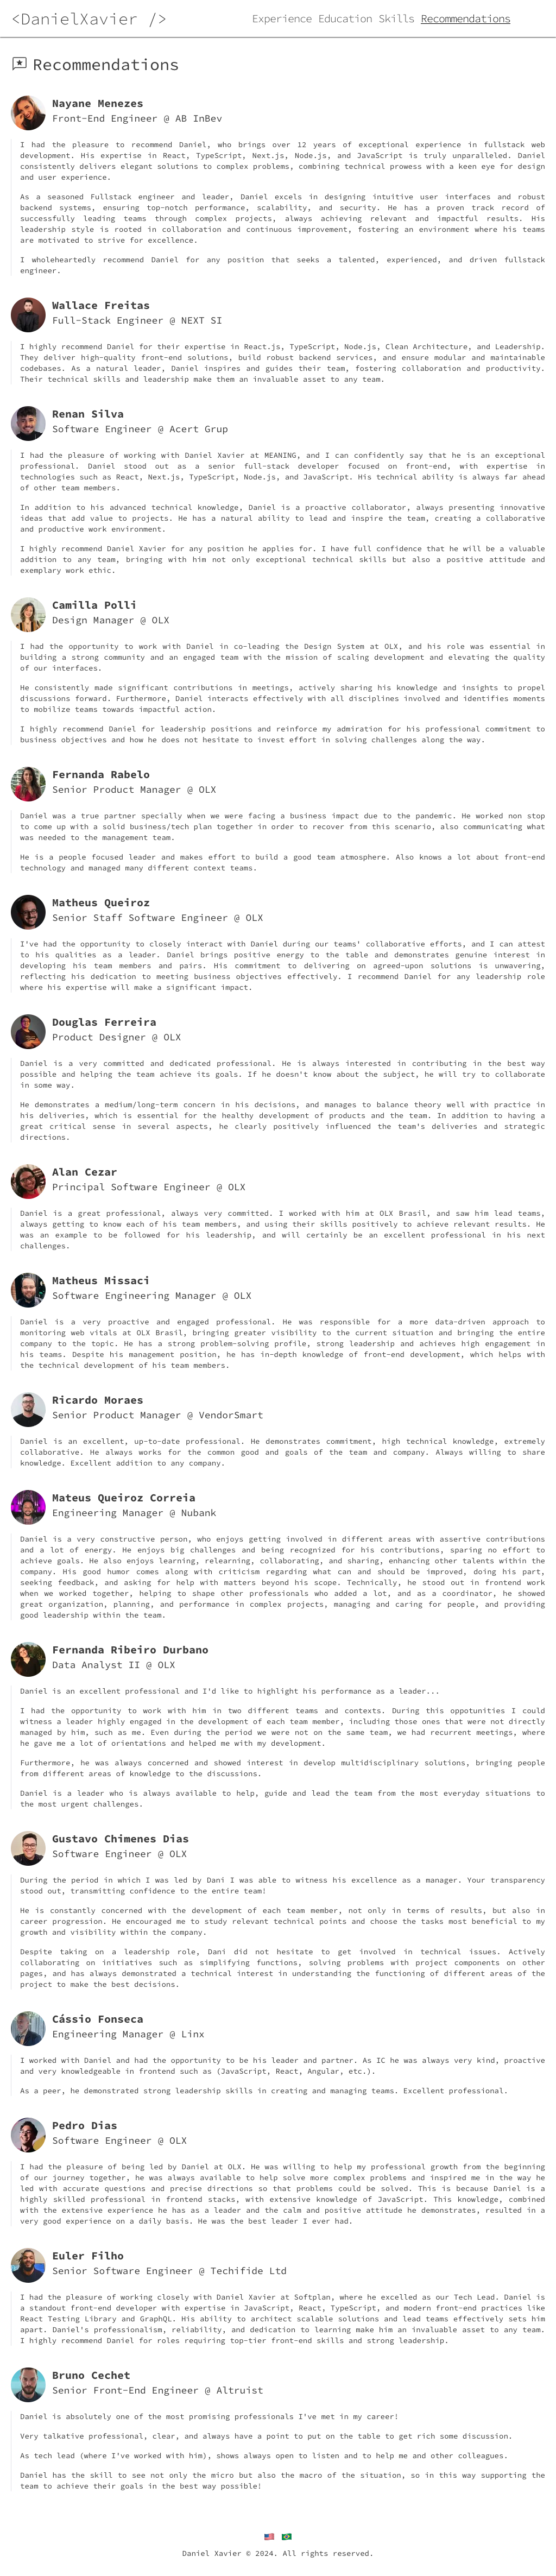 <DanielXavier />
Experience Education Skills Recommendations
Recommendations
Nayane Menezes
Front-End Engineer @ AB InBev
I had the pleasure to recommend Daniel, who brings over 12 years of exceptional experience in fullstack web
development. His expertise in React, TypeScript, Next.js, Node.js, and JavaScript is truly unparalleled. Daniel
consistently delivers elegant solutions to complex problems, combining technical prowess with a keen eye for design
and user experience.
As a seasoned Fullstack engineer and leader, Daniel excels in designing intuitive user interfaces and robust
backend systems, ensuring top-notch performance, scalability, and security. He has a proven track record of
successfully leading teams through complex projects, always achieving relevant and impactful results. His
leadership style is rooted in collaboration and continuous improvement, fostering an environment where his teams
are motivated to strive for excellence.
I wholeheartedly recommend Daniel for any position that seeks a talented, experienced, and driven fullstack
engineer.
Wallace Freitas
Full-Stack Engineer @ NEXT SI
I highly recommend Daniel for their expertise in React.js, TypeScript, Node.js, Clean Architecture, and Leadership.
They deliver high-quality front-end solutions, build robust backend services, and ensure modular and maintainable
codebases. As a natural leader, Daniel inspires and guides their team, fostering collaboration and productivity.
Their technical skills and leadership make them an invaluable asset to any team.
Renan Silva
Software Engineer @ Acert Grup
I had the pleasure of working with Daniel Xavier at MEANING, and I can confidently say that he is an exceptional
professional. Daniel stood out as a senior full-stack developer focused on front-end, with expertise in
technologies such as React, Next.js, TypeScript, Node.js, and JavaScript. His technical ability is always far ahead
of other team members.
In addition to his advanced technical knowledge, Daniel is a proactive collaborator, always presenting innovative
ideas that add value to projects. He has a natural ability to lead and inspire the team, creating a collaborative
and productive work environment.
I highly recommend Daniel Xavier for any position he applies for. I have full confidence that he will be a valuable
addition to any team, bringing with him not only exceptional technical skills but also a positive attitude and
exemplary work ethic.
Camilla Polli
Design Manager @ OLX
I had the opportunity to work with Daniel in co-leading the Design System at OLX, and his role was essential in
building a strong community and an engaged team with the mission of scaling development and elevating the quality
of our interfaces.
He consistently made significant contributions in meetings, actively sharing his knowledge and insights to propel
discussions forward. Furthermore, Daniel interacts effectively with all disciplines involved and identifies moments
to mobilize teams towards impactful action.
I highly recommend Daniel for leadership positions and reinforce my admiration for his professional commitment to
business objectives and how he does not hesitate to invest effort in solving challenges along the way.
Fernanda Rabelo
Senior Product Manager @ OLX
Daniel was a true partner specially when we were facing a business impact due to the pandemic. He worked non stop
to come up with a solid business/tech plan together in order to recover from this scenario, also communicating what
was needed to the management team.
He is a people focused leader and makes effort to build a good team atmosphere. Also knows a lot about front-end
technology and managed many different context teams.
Matheus Queiroz
Senior Staff Software Engineer @ OLX
I've had the opportunity to closely interact with Daniel during our teams' collaborative efforts, and I can attest
to his qualities as a leader. Daniel brings positive energy to the table and demonstrates genuine interest in
developing his team members and pairs. His commitment to delivering on agreed-upon solutions is unwavering,
reflecting his dedication to meeting business objectives effectively. I recommend Daniel for any leadership role
where his expertise will make a significant impact.
Douglas Ferreira
Product Designer @ OLX
Daniel is a very committed and dedicated professional. He is always interested in contributing in the best way
possible and helping the team achieve its goals. If he doesn't know about the subject, he will try to collaborate
in some way.
He demonstrates a medium/long-term concern in his decisions, and manages to balance theory well with practice in
his deliveries, which is essential for the healthy development of products and the team. In addition to having a
great critical sense in several aspects, he clearly positively influenced the team's deliveries and strategic
directions.
Alan Cezar
Principal Software Engineer @ OLX
Daniel is a great professional, always very committed. I worked with him at OLX Brasil, and saw him lead teams,
always getting to know each of his team members, and using their skills positively to achieve relevant results. He
was an example to be followed for his leadership, and will certainly be an excellent professional in his next
challenges.
Matheus Missaci
Software Engineering Manager @ OLX
Daniel is a very proactive and engaged professional. He was responsible for a more data-driven approach to
monitoring web vitals at OLX Brasil, bringing greater visibility to the current situation and bringing the entire
company to the topic. He has a strong problem-solving profile, strong leadership and achieves high engagement in
his teams. Despite his management position, he has in-depth knowledge of front-end development, which helps with
the technical development of his team members.
Ricardo Moraes
Senior Product Manager @ VendorSmart
Daniel is an excellent, up-to-date professional. He demonstrates commitment, high technical knowledge, extremely
collaborative. He always works for the common good and goals of the team and company. Always willing to share
knowledge. Excellent addition to any company.
Mateus Queiroz Correia
Engineering Manager @ Nubank
Daniel is a very constructive person, who enjoys getting involved in different areas with assertive contributions
and a lot of energy. He enjoys big challenges and being recognized for his contributions, sparing no effort to
achieve goals. He also enjoys learning, relearning, collaborating, and sharing, enhancing other talents within the
company. His good humor comes along with criticism regarding what can and should be improved, doing his part,
seeking feedback, and asking for help with matters beyond his scope. Technically, he stood out in frontend work
when we worked together, helping to shape other professionals who added a lot, and as a coordinator, he showed
great organization, planning, and performance in complex projects, managing and caring for people, and providing
good leadership within the team.
Fernanda Ribeiro Durbano
Data Analyst II @ OLX
Daniel is an excellent professional and I'd like to highlight his performance as a leader...
I had the opportunity to work with him in two different teams and contexts. During this oppotunities I could
witness a leader highly engaged in the development of each team member, including those ones that were not directly
managed by him, such as me. Even during the period we were not on the same team, we had recurrent meetings, where
he gave me a lot of orientations and helped me with my development.
Furthermore, he was always concerned and showed interest in develop multidisciplinary solutions, bringing people
from different areas of knowledge to the discussions.
Daniel is a leader who is always available to help, guide and lead the team from the most everyday situations to
the most urgent challenges.
Gustavo Chimenes Dias
Software Engineer @ OLX
During the period in which I was led by Dani I was able to witness his excellence as a manager. Your transparency
stood out, transmitting confidence to the entire team!
He is constantly concerned with the development of each team member, not only in terms of results, but also in
career progression. He encouraged me to study relevant technical points and choose the tasks most beneficial to my
growth and visibility within the company.
Despite taking on a leadership role, Dani did not hesitate to get involved in technical issues. Actively
collaborating on initiatives such as simplifying functions, solving problems with project components on other
pages, and has always demonstrated a technical interest in understanding the functioning of different areas of the
project to make the best decisions.
Cássio Fonseca
Engineering Manager @ Linx
I worked with Daniel and had the opportunity to be his leader and partner. As IC he was always very kind, proactive
and very knowledgeable in frontend such as (JavaScript, React, Angular, etc.).
As a peer, he demonstrated strong leadership skills in creating and managing teams. Excellent professional.
Pedro Dias
Software Engineer @ OLX
I had the pleasure of being led by Daniel at OLX. He was willing to help my professional growth from the beginning
of our journey together, he was always available to help solve more complex problems and inspired me in the way he
led with accurate questions and precise directions so that problems could be solved. This is because Daniel is a
highly skilled professional in frontend stacks, with extensive knowledge of JavaScript. This knowledge, combined
with the extensive experience he has as a leader and the calm and positive attitude he demonstrates, resulted in a
very good experience on a daily basis. He was the best leader I ever had.
Euler Filho
Senior Software Engineer @ Techifide Ltd
I had the pleasure of working closely with Daniel Xavier at Softplan, where he excelled as our Tech Lead. Daniel is
a standout front-end developer with expertise in JavaScript, React, TypeScript, and modern front-end practices like
React Testing Library and GraphQL. His ability to architect scalable solutions and lead teams effectively sets him
apart. Daniel's professionalism, reliability, and dedication to learning make him an invaluable asset to any team.
I highly recommend Daniel for roles requiring top-tier front-end skills and strong leadership.
Bruno Cechet
Senior Front-End Engineer @ Altruist
Daniel is absolutely one of the most promising professionals I've met in my career!
Very talkative professional, clear, and always have a point to put on the table to get rich some discussion.
As tech lead (where I've worked with him), shows always open to listen and to help me and other colleagues.
Daniel has the skill to see not only the micro but also the macro of the situation, so in this way supporting the
team to achieve their goals in the best way possible!
Daniel Xavier © 2024. All rights reserved.